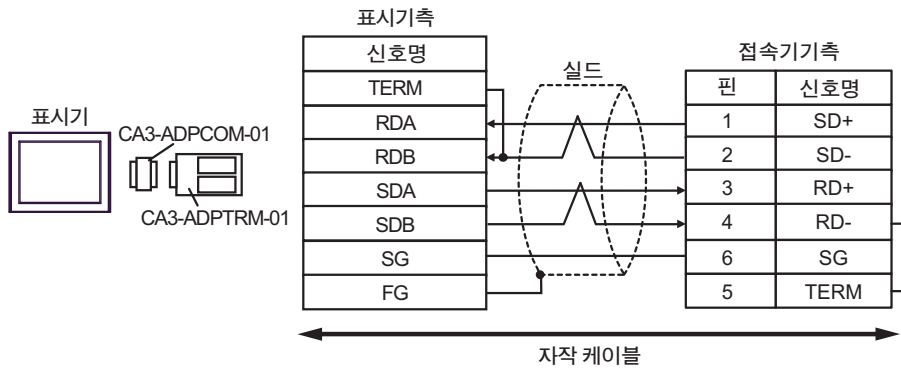 표시기측
신호명
TERM
RDA
RDB
SDA
SDB
SG
FG
실드
접속기기측
핀 신호명
1 SD+
2 SD-
3 RD+
4 RD-
6 SG
5 TERM
표시기
CA3-ADPCOM-01
CA3-ADPTRM-01
자작 케이블